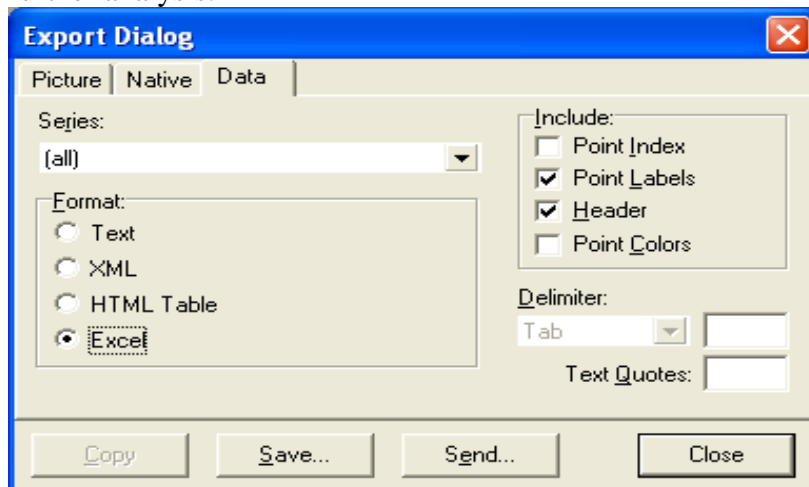 Export Dialog
Picture Native Data
Series:
(all)
Format:
Text
XML
HTML Table
Excel
Include:
Point Index
Point Labels
Header
Point Colors
Delimiter:
Tab
Text Quotes:
Copy Save... Send... Close